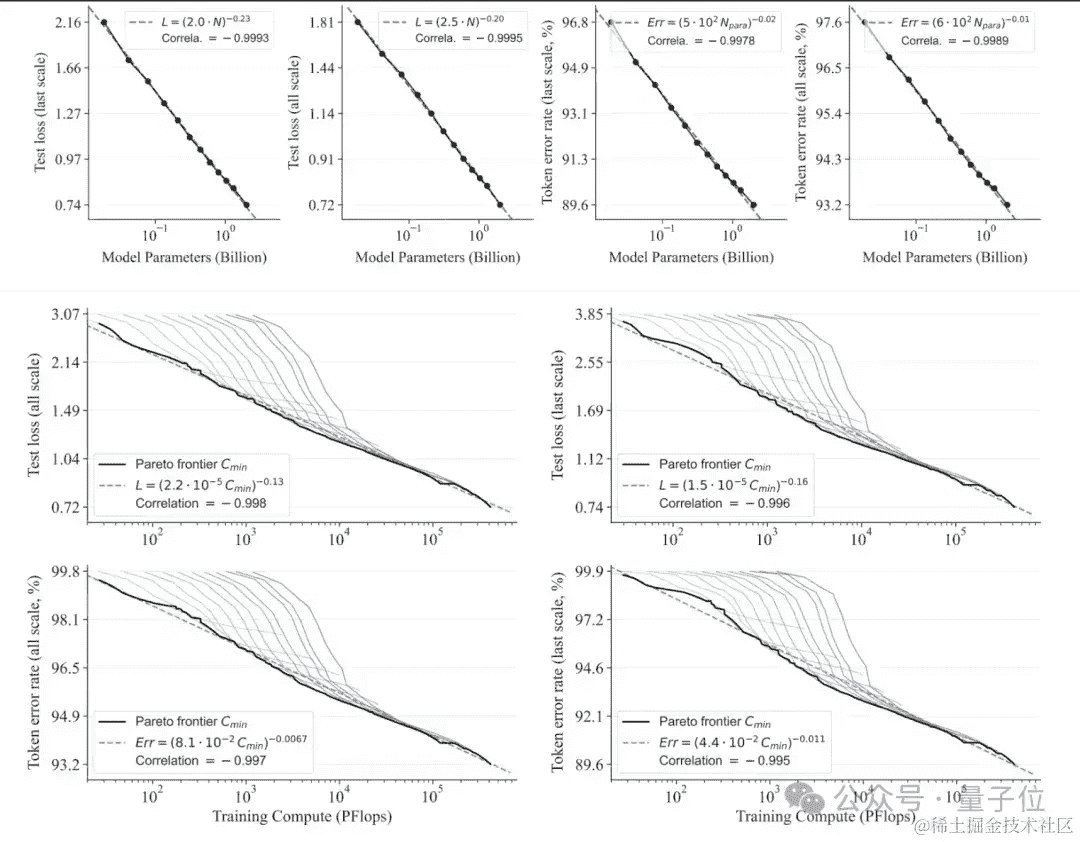 Test loss (last scale)
2.16
1.66
1.27
0.97
0.74
L = (2.0 · N)^−0.23
Correla. = −0.9993
10^−1 10^0
Model Parameters (Billion)
Test loss (all scale)
1.81
1.44
1.14
0.91
0.72
L = (2.5 · N)^−0.20
Correla. = −0.9995
10^−1 10^0
Model Parameters (Billion)
Token error rate (last scale, %)
96.8
94.9
93.1
91.3
89.6
Err = (5 · 10^2 N_para)^−0.02
Correla. = −0.9978
10^−1 10^0
Model Parameters (Billion)
Token error rate (all scale, %)
97.6
96.5
95.4
94.3
93.2
Err = (6 · 10^2 N_para)^−0.01
Correla. = −0.9989
10^−1 10^0
Model Parameters (Billion)
Test loss (all scale)
3.07
2.14
1.49
1.04
0.72
Pareto frontier C_min
L = (2.2 · 10^−5 C_min)^−0.13
Correlation = −0.998
10^2 10^3 10^4 10^5
Test loss (last scale)
3.85
2.55
1.69
1.12
0.74
Pareto frontier C_min
L = (1.5 · 10^−5 C_min)^−0.16
Correlation = −0.996
10^2 10^3 10^4 10^5
Token error rate (all scale, %)
99.8
98.1
96.5
94.9
93.2
Pareto frontier C_min
Err = (8.1 · 10^−2 C_min)^−0.0067
Correlation = −0.997
10^2 10^3 10^4 10^5
Training Compute (PFlops)
Token error rate (last scale, %)
99.9
97.2
94.6
92.1
89.6
Pareto frontier C_min
Err = (4.4 · 10^−2 C_min)^−0.011
Correlation = −0.995
10^2 10^3 10^4 10^5
Training Compute (PFlops)
公众号 · 量子位
@稀土掘金技术社区